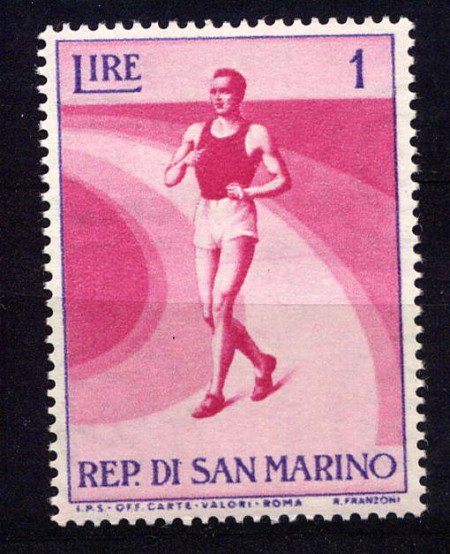 LIRE 1
REP. DI SAN MARINO
I.P.S - OFF. CARTE - VALORI - ROMA R. FRANZONI